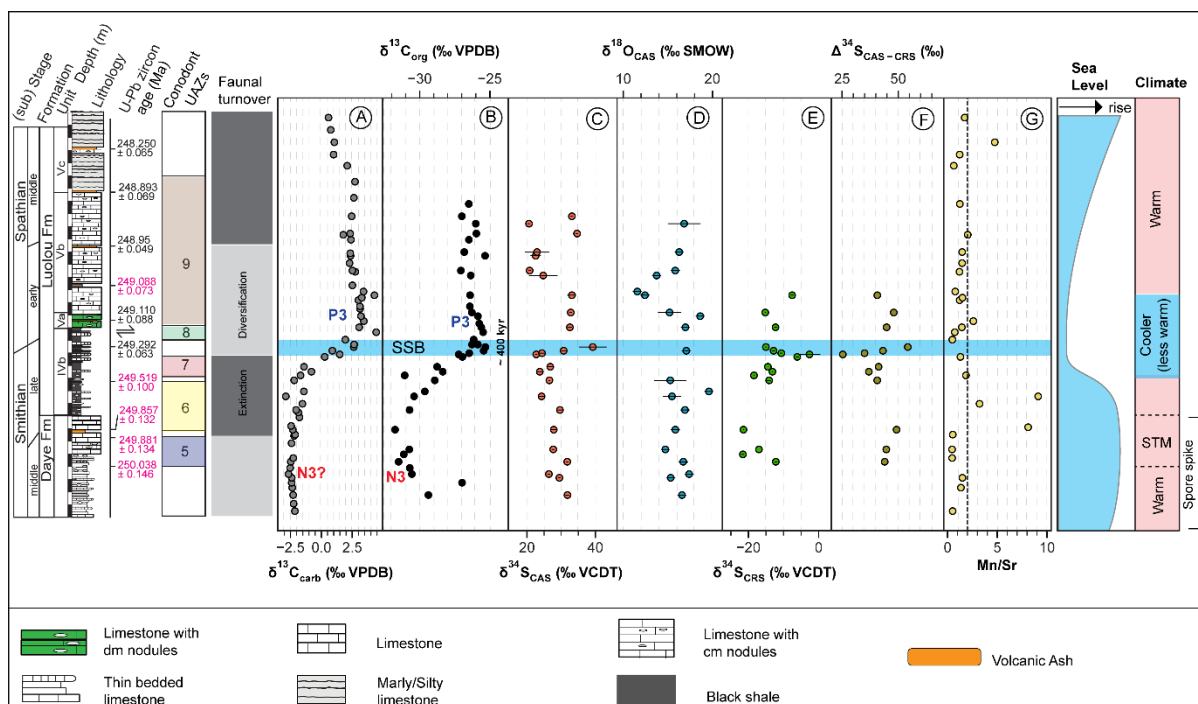 δ¹³Corg (‰ VPDB)
−30
−25
δ¹⁸OCAS (‰ SMOW)
10
20
Δ³⁴SCAS−CRS (‰)
25
50
(sub) Stage
Formation
Unit
Depth (m)
Lithology
U-Pb zircon
age (Ma)
Conodont
UAZs
Faunal
turnover
Sea
Level
rise
Climate
A
B
C
D
E
F
G
Spathian
middle
early
Smithian
late
middle
Luolou Fm
Daye Fm
Vc
Vb
Va
IVb
248.250
± 0.065
248.893
± 0.069
248.95
± 0.049
249.088
± 0.073
249.110
± 0.088
249.292
± 0.063
249.519
± 0.100
249.857
± 0.132
249.881
± 0.134
250.038
± 0.146
9
8
7
6
5
Diversification
Extinction
P3
P3
SSB
~ 400 kyr
N3?
N3
Warm
Cooler
(less warm)
STM
Warm
Spore spike
−2.5
0.0
2.5
δ¹³Ccarb (‰ VPDB)
20
40
δ³⁴SCAS (‰ VCDT)
−20
0
δ³⁴SCRS (‰ VCDT)
0
5
10
Mn/Sr
Limestone with
dm nodules
Limestone
Limestone with
cm nodules
Volcanic Ash
Thin bedded
limestone
Marly/Silty
limestone
Black shale